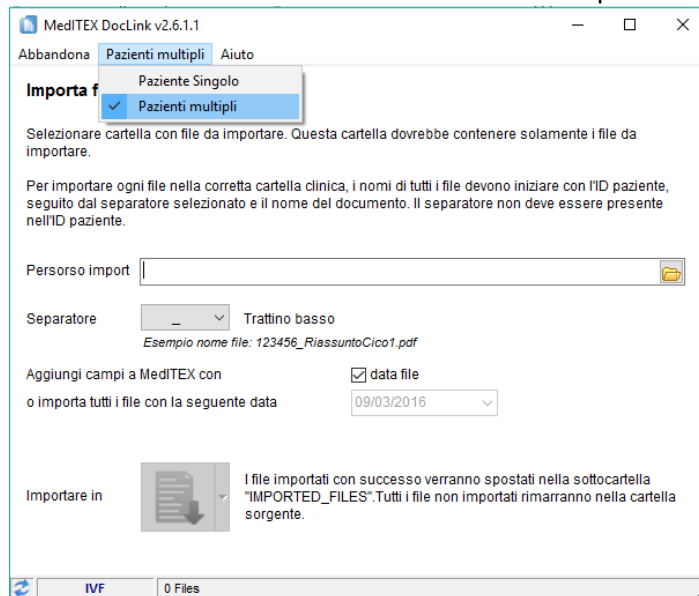 MedITEX DocLink v2.6.1.1
Abbandona Pazienti multipli Aiuto
Paziente Singolo
Importa f
Pazienti multipli
Selezionare cartella con file da importare. Questa cartella dovrebbe contenere solamente i file da
importare.
Per importare ogni file nella corretta cartella clinica, i nomi di tutti i file devono iniziare con l'ID paziente,
seguito dal separatore selezionato e il nome del documento. Il separatore non deve essere presente
nell'ID paziente.
Persorso import
Separatore _ Trattino basso
Esempio nome file: 123456_RiassuntoCico1.pdf
Aggiungi campi a MedITEX con data file
o importa tutti i file con la seguente data 09/03/2016
I file importati con successo verranno spostati nella sottocartella
Importare in "IMPORTED_FILES".Tutti i file non importati rimarranno nella cartella
sorgente.
IVF 0 Files